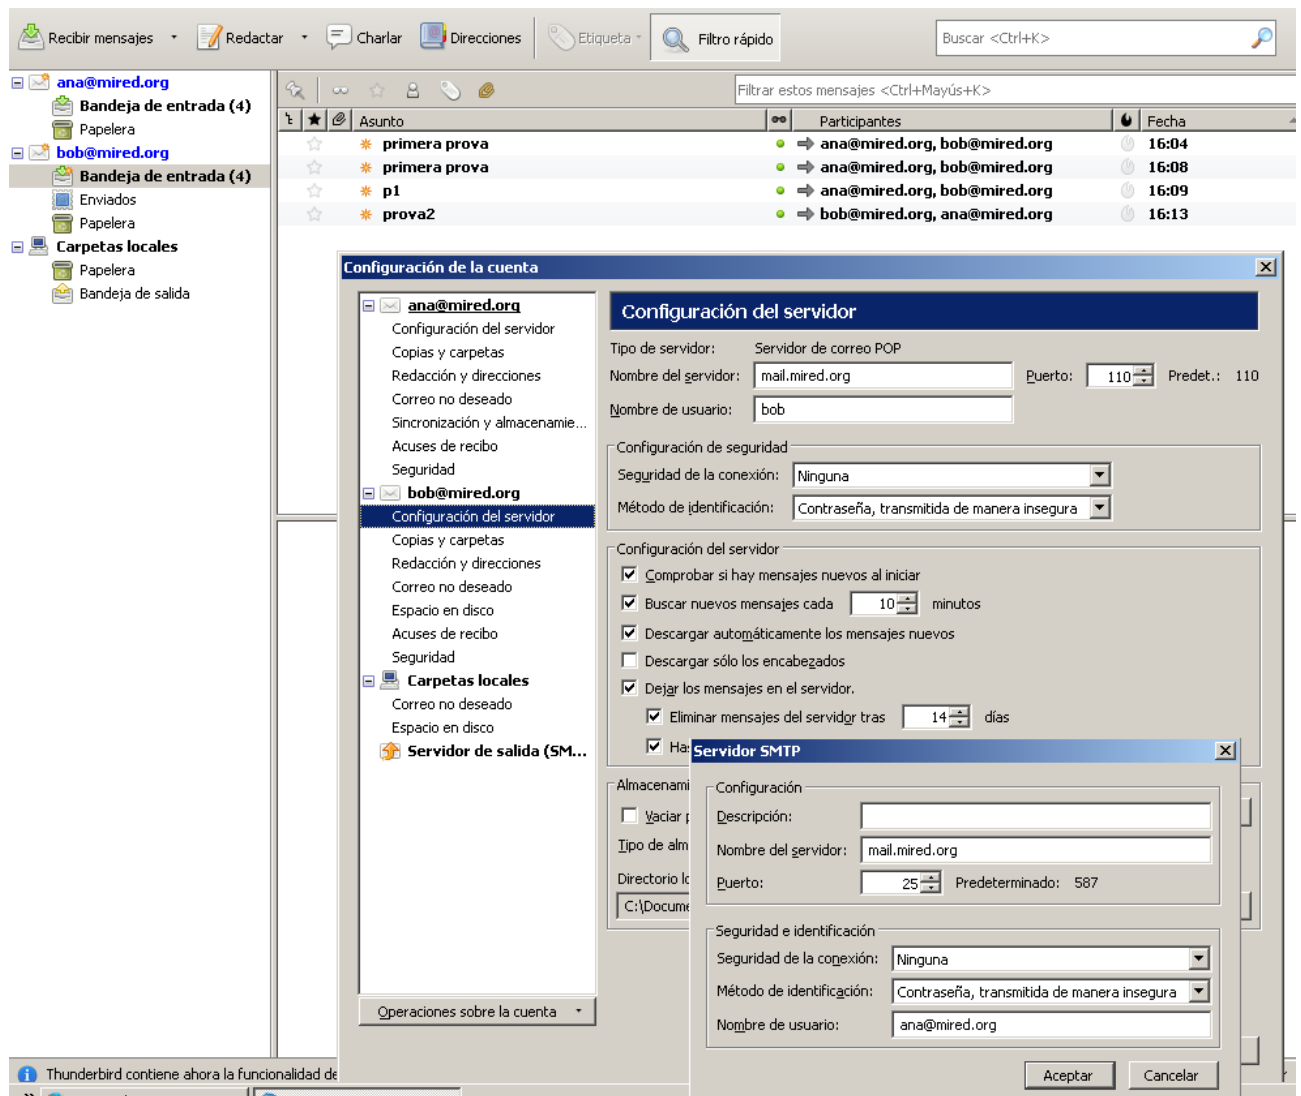 Recibir mensajes Redactar Charlar Direcciones Etiqueta Filtro rápido Buscar <Ctrl+K>
ana@mired.org
Bandeja de entrada (4)
Papelera
bob@mired.org
Bandeja de entrada (4)
Enviados
Papelera
Carpetas locales
Papelera
Bandeja de salida
Filtrar estos mensajes <Ctrl+Mayús+K>
Asunto Participantes Fecha
primera prova ana@mired.org, bob@mired.org 16:04
primera prova ana@mired.org, bob@mired.org 16:08
p1 ana@mired.org, bob@mired.org 16:09
prova2 bob@mired.org, ana@mired.org 16:13
Configuración de la cuenta
ana@mired.org
Configuración del servidor
Copias y carpetas
Redacción y direcciones
Correo no deseado
Sincronización y almacenamie...
Acuses de recibo
Seguridad
bob@mired.org
Configuración del servidor
Copias y carpetas
Redacción y direcciones
Correo no deseado
Espacio en disco
Acuses de recibo
Seguridad
Carpetas locales
Correo no deseado
Espacio en disco
Servidor de salida (SM...
Operaciones sobre la cuenta
Configuración del servidor
Tipo de servidor: Servidor de correo POP
Nombre del servidor: mail.mired.org Puerto: 110 Predet.: 110
Nombre de usuario: bob
Configuración de seguridad
Seguridad de la conexión: Ninguna
Método de identificación: Contraseña, transmitida de manera insegura
Configuración del servidor
Comprobar si hay mensajes nuevos al iniciar
Buscar nuevos mensajes cada 10 minutos
Descargar automáticamente los mensajes nuevos
Descargar sólo los encabezados
Dejar los mensajes en el servidor.
Eliminar mensajes del servidor tras 14 días
Has
Almacenami
Vaciar p
Tipo de alm
Directorio lo
C:\Docume
Servidor SMTP
Configuración
Descripción:
Nombre del servidor: mail.mired.org
Puerto: 25 Predeterminado: 587
Seguridad e identificación
Seguridad de la conexión: Ninguna
Método de identificación: Contraseña, transmitida de manera insegura
Nombre de usuario: ana@mired.org
Aceptar Cancelar
Thunderbird contiene ahora la funcionalidad de